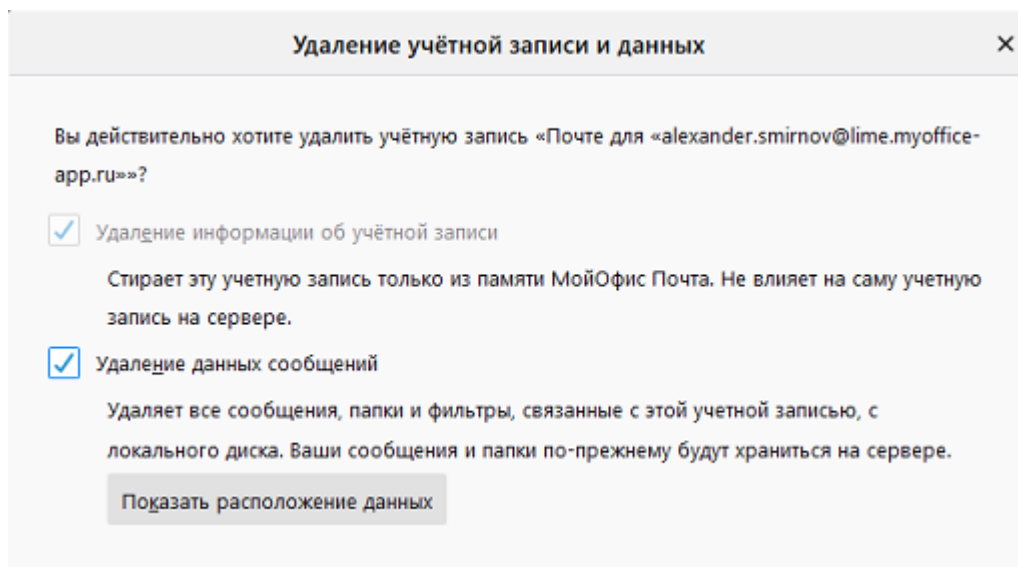 Удаление учётной записи и данных
Вы действительно хотите удалить учётную запись «Почте для «alexander.smirnov@lime.myoffice-
app.ru»»?
Удаление информации об учётной записи
Стирает эту учетную запись только из памяти МойОфис Почта. Не влияет на саму учетную
запись на сервере.
Удаление данных сообщений
Удаляет все сообщения, папки и фильтры, связанные с этой учетной записью, с
локального диска. Ваши сообщения и папки по-прежнему будут храниться на сервере.
Показать расположение данных